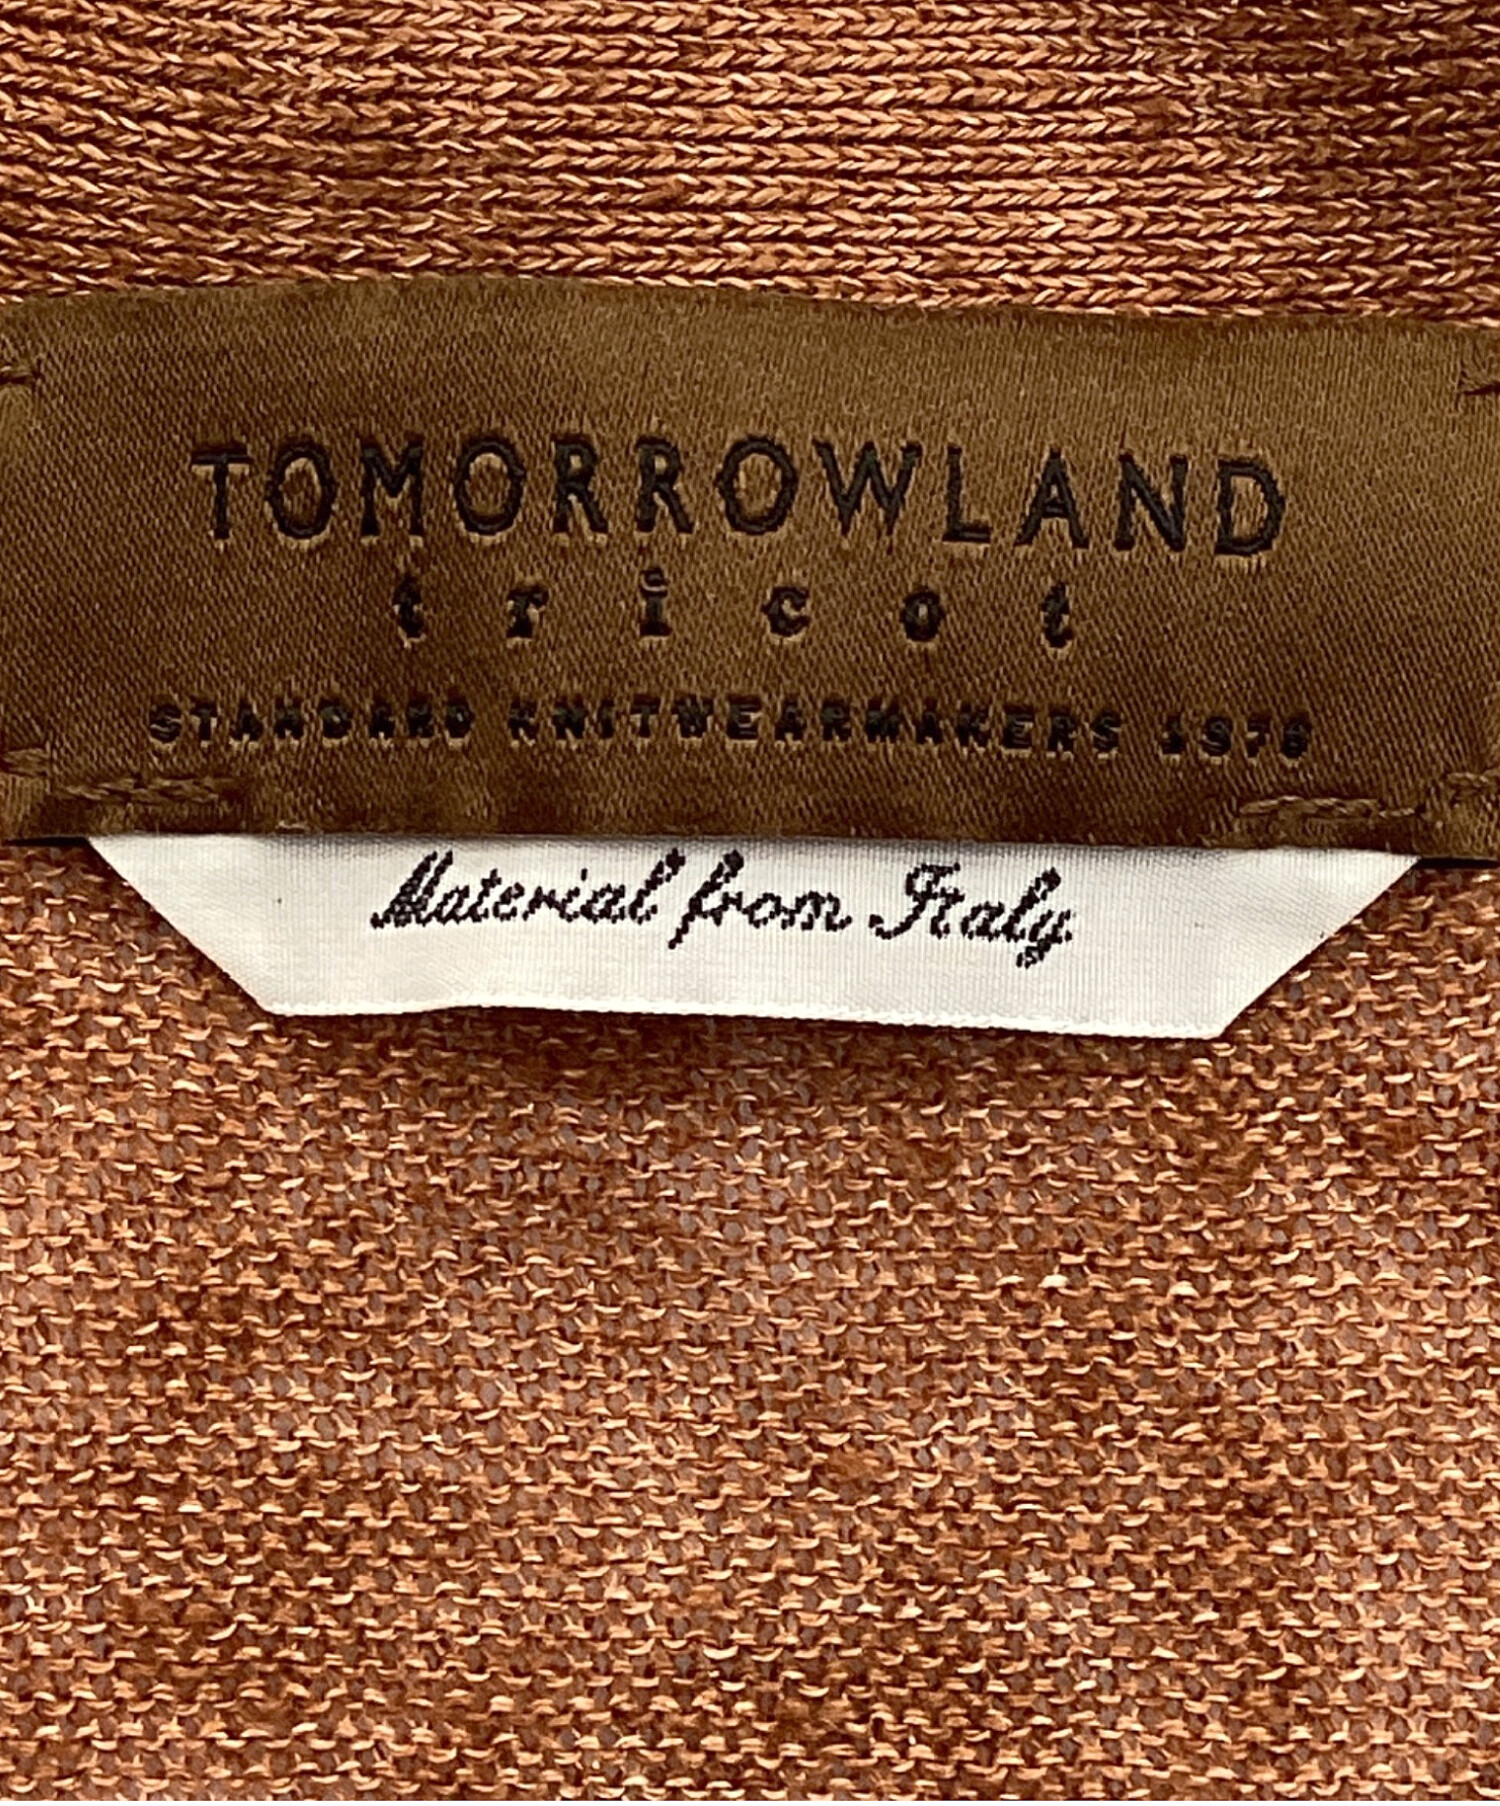 TOMORROWLAND
tricot
STANDARD KNITWEARMAKERS 1978
Material from Italy